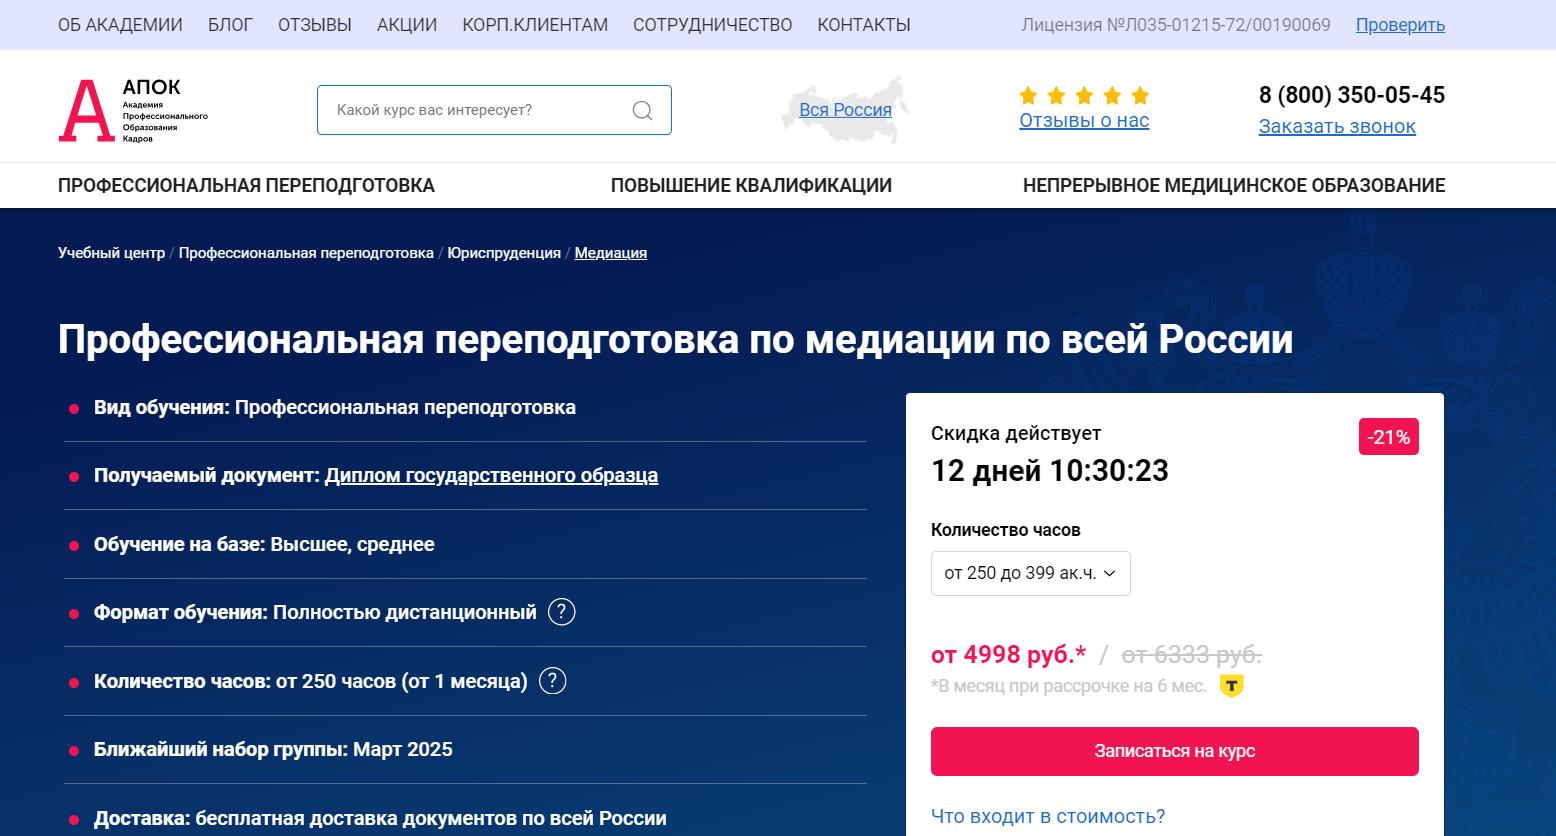 ОБ АКАДЕМИИ БЛОГ ОТЗЫВЫ АКЦИИ КОРП.КЛИЕНТАМ СОТРУДНИЧЕСТВО КОНТАКТЫ Лицензия №Л035-01215-72/00190069 Проверить
АПОК
Академия
Профессионального
Образования
Кадров
Какой курс вас интересует?
Вся Россия
Отзывы о нас
8 (800) 350-05-45
Заказать звонок
ПРОФЕССИОНАЛЬНАЯ ПЕРЕПОДГОТОВКА ПОВЫШЕНИЕ КВАЛИФИКАЦИИ НЕПРЕРЫВНОЕ МЕДИЦИНСКОЕ ОБРАЗОВАНИЕ
Учебный центр / Профессиональная переподготовка / Юриспруденция / Медиация
Профессиональная переподготовка по медиации по всей России
Вид обучения: Профессиональная переподготовка
Получаемый документ: Диплом государственного образца
Обучение на базе: Высшее, среднее
Формат обучения: Полностью дистанционный ?
Количество часов: от 250 часов (от 1 месяца) ?
Ближайший набор группы: Март 2025
Доставка: бесплатная доставка документов по всей России
Скидка действует
-21%
12 дней 10:30:23
Количество часов
от 250 до 399 ак.ч.
от 4998 руб.* / от 6333 руб.
*В месяц при рассрочке на 6 мес. Т
Записаться на курс
Что входит в стоимость?